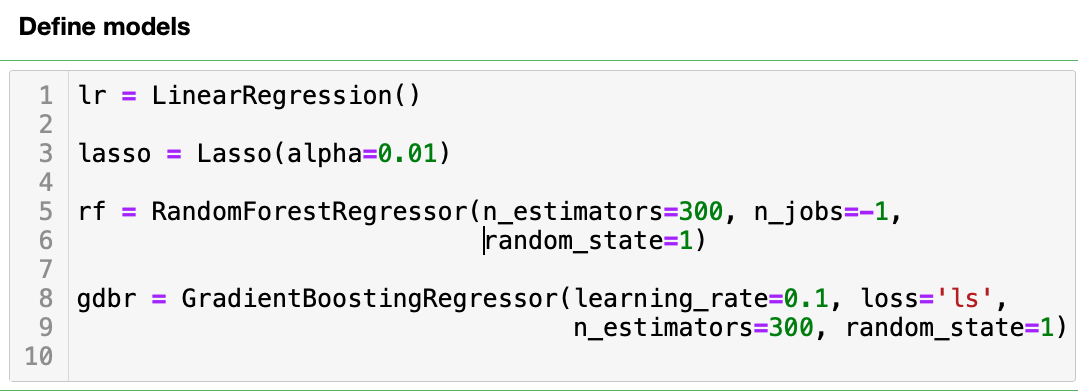 Define models
1 lr = LinearRegression()
2
3 lasso = Lasso(alpha=0.01)
4
5 rf = RandomForestRegressor(n_estimators=300, n_jobs=-1,
6 random_state=1)
7
8 gdbr = GradientBoostingRegressor(learning_rate=0.1, loss='ls',
9 n_estimators=300, random_state=1)
10